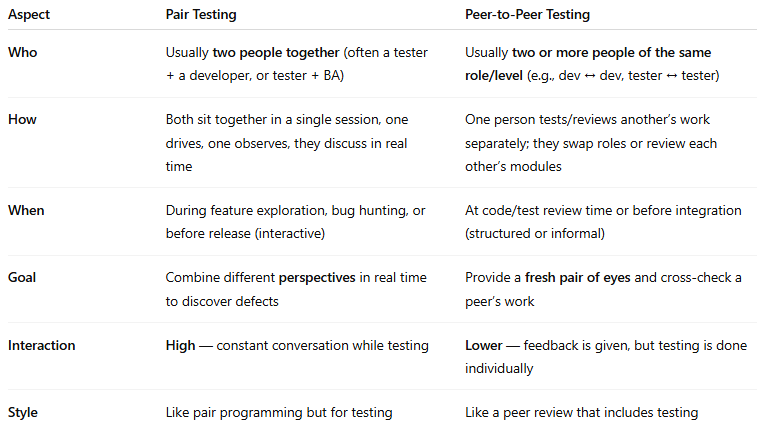 Aspect Pair Testing Peer-to-Peer Testing
Who Usually two people together (often a tester Usually two or more people of the same
+ a developer, or tester + BA) role/level (e.g., dev ↔ dev, tester ↔ tester)
How Both sit together in a single session, one One person tests/reviews another’s work
drives, one observes, they discuss in real separately; they swap roles or review each
time other’s modules
When During feature exploration, bug hunting, or At code/test review time or before integration
before release (interactive) (structured or informal)
Goal Combine different perspectives in real time Provide a fresh pair of eyes and cross-check a
to discover defects peer’s work
Interaction High — constant conversation while testing Lower — feedback is given, but testing is done
individually
Style Like pair programming but for testing Like a peer review that includes testing